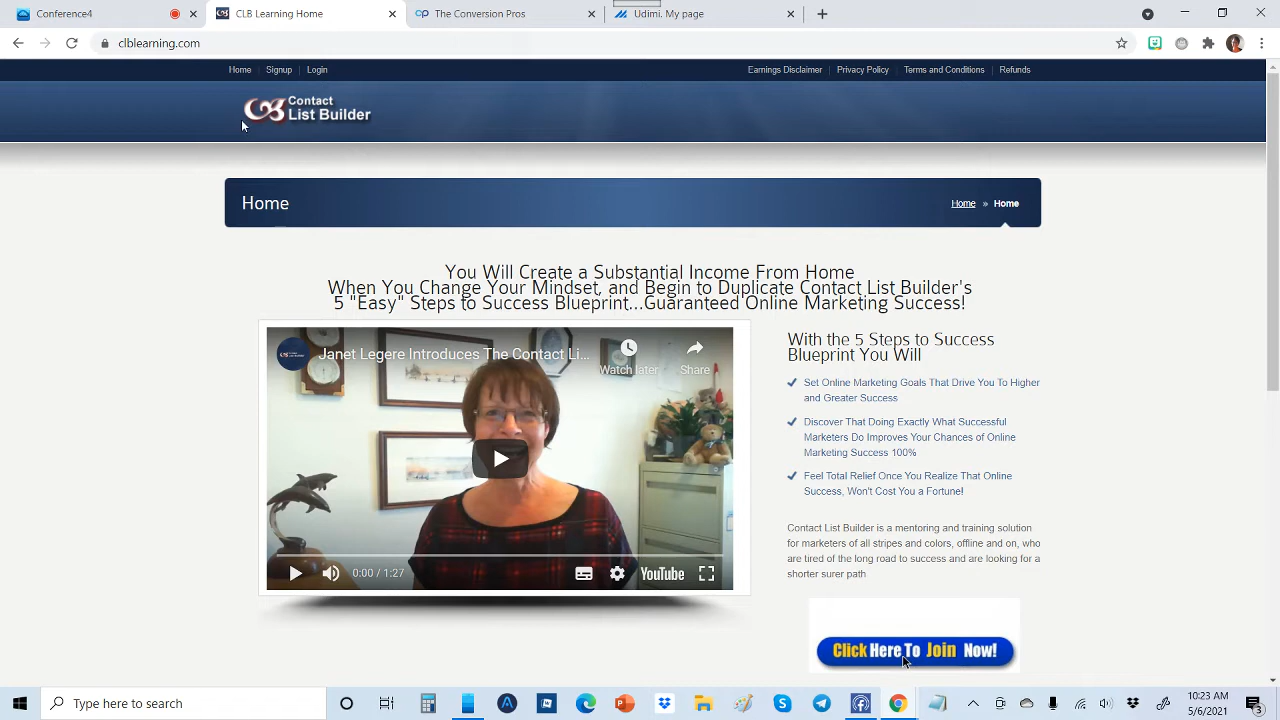 Conference4
CLB Learning Home
The Conversion Pros
Udimi. My page
clblearning.com
Home
Signup
Login
Earnings Disclaimer
Privacy Policy
Terms and Conditions
Refunds
Contact
List Builder
Home
Home » Home
You Will Create a Substantial Income From Home
When You Change Your Mindset, and Begin to Duplicate Contact List Builder's
5 "Easy" Steps to Success Blueprint...Guaranteed Online Marketing Success!
Janet Legere Introduces The Contact Li...
Watch later
Share
0:00 / 1:27
YouTube
With the 5 Steps to Success
Blueprint You Will
Set Online Marketing Goals That Drive You To Higher
and Greater Success
Discover That Doing Exactly What Successful
Marketers Do Improves Your Chances of Online
Marketing Success 100%
Feel Total Relief Once You Realize That Online
Success, Won't Cost You a Fortune!
Contact List Builder is a mentoring and training solution
for marketers of all stripes and colors, offline and on, who
are tired of the long road to success and are looking for a
shorter surer path
Click Here To Join Now!
Type here to search
10:23 AM
5/6/2021
3